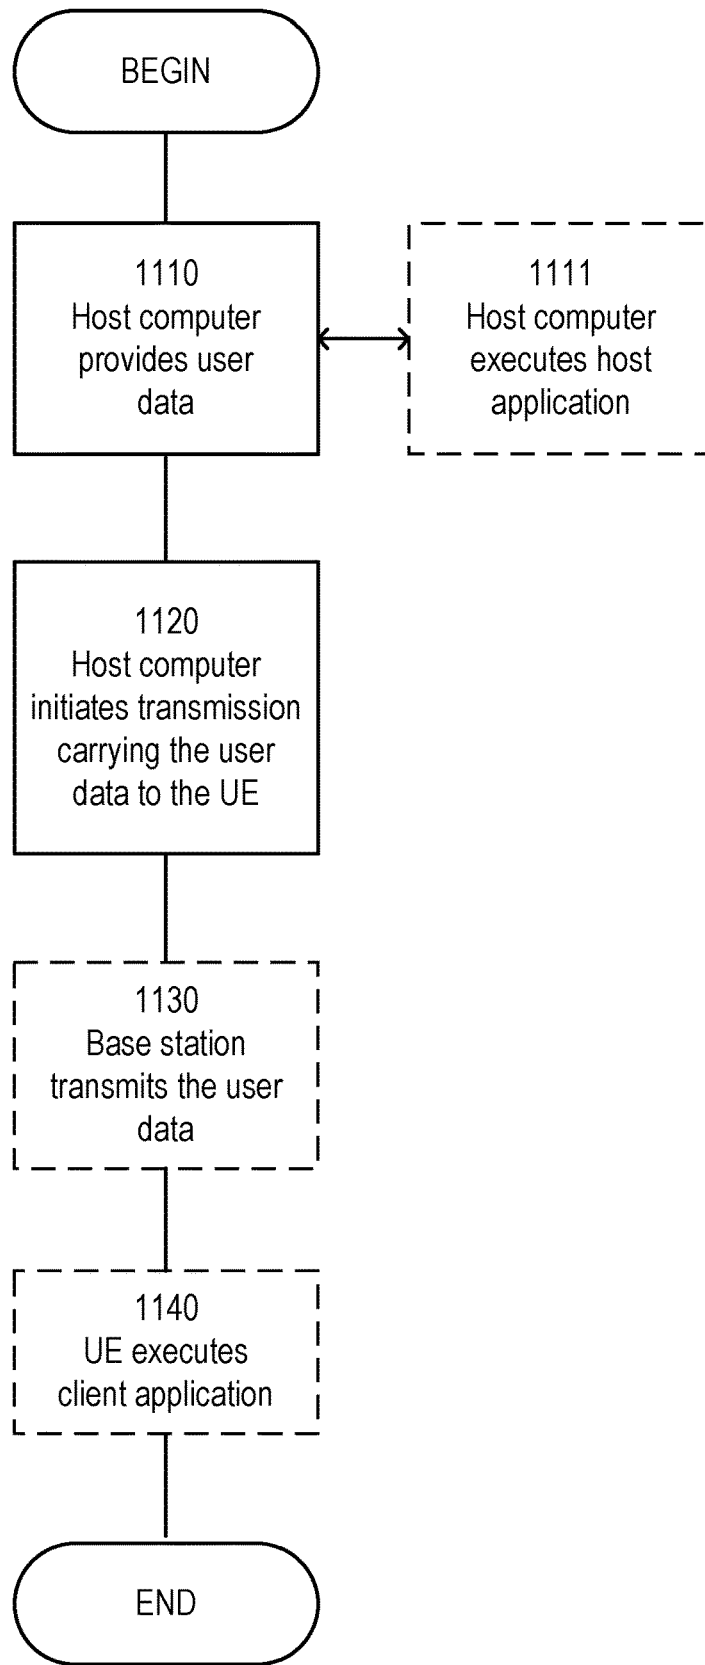 BEGIN
1110
Host computer
provides user
data
1111
Host computer
executes host
application
1120
Host computer
initiates transmission
carrying the user
data to the UE
1130
Base station
transmits the user
data
1140
UE executes
client application
END